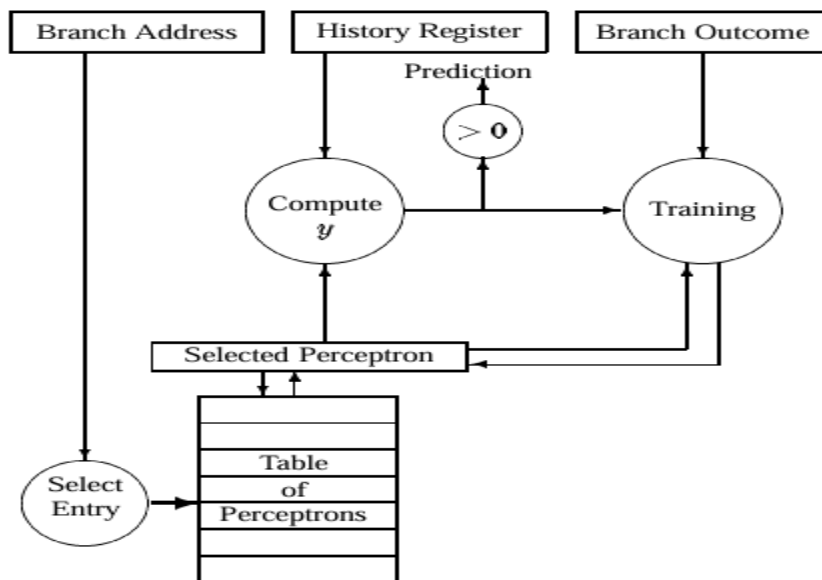 Branch Address
History Register
Branch Outcome
Prediction
> 0
Compute
y
Training
Selected Perceptron
Table
of
Perceptrons
Select
Entry